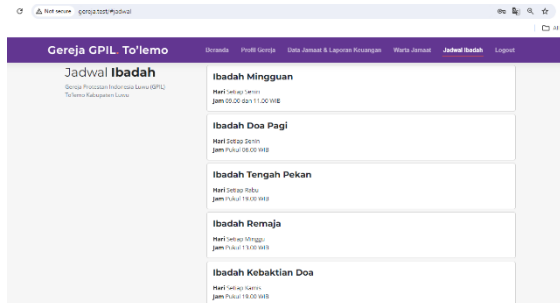 Not secure gereja.test/#jadwal
Gereja GPIL. To'lemo
Beranda Profil Gereja Data Jemaat & Laporan Keuangan Warta Jemaat Jadwal Ibadah Logout
Jadwal Ibadah
Gereja Protestan Indonesia Luwu (GPIL)
To'lemo Kabupaten Luwu
Ibadah Mingguan
Hari Setiap Senin
Jam 09.00 dan 11.00 WIB
Ibadah Doa Pagi
Hari Setiap Senin
Jam Pukul 06.00 WIB
Ibadah Tengah Pekan
Hari Setiap Rabu
Jam Pukul 19.00 WIB
Ibadah Remaja
Hari Setiap Minggu
Jam Pukul 13.00 WIB
Ibadah Kebaktian Doa
Hari Setiap Kamis
Jam Pukul 19.00 WIB